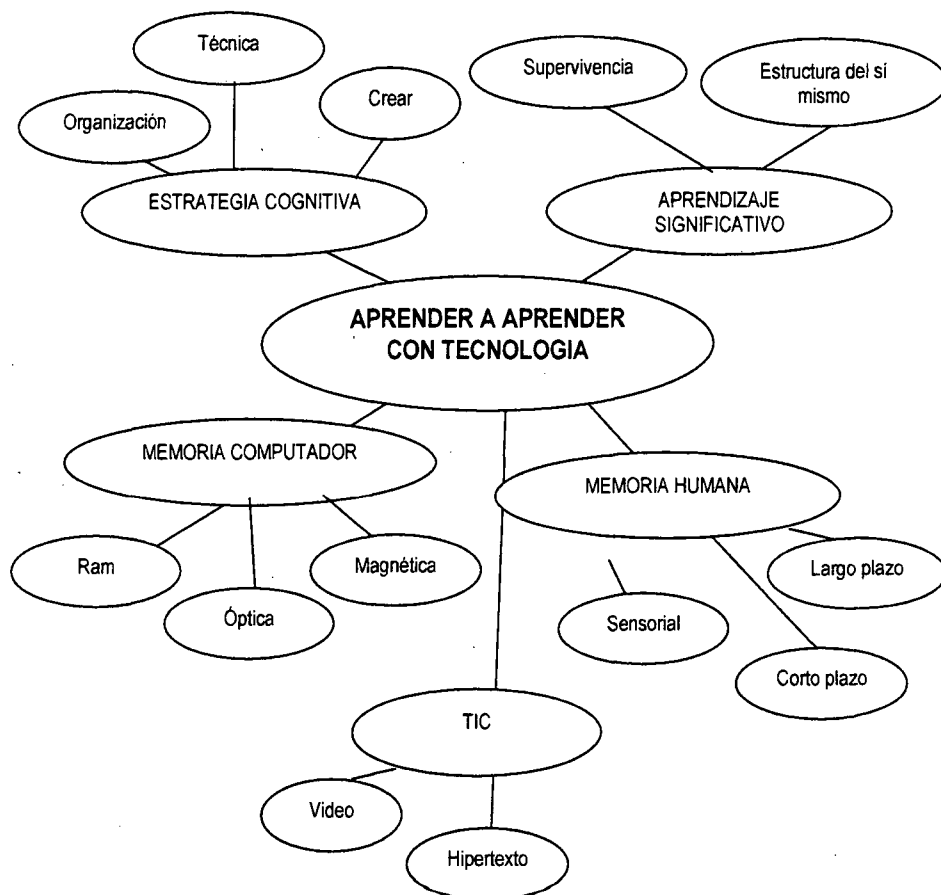 Técnica
Supervivencia
Estructura del sí
mismo
Crear
Organización
ESTRATEGIA COGNITIVA
APRENDIZAJE
SIGNIFICATIVO
APRENDER A APRENDER
CON TECNOLOGIA
MEMORIA COMPUTADOR
MEMORIA HUMANA
Ram
Magnética
Óptica
Largo plazo
Sensorial
Corto plazo
TIC
Video
Hipertexto